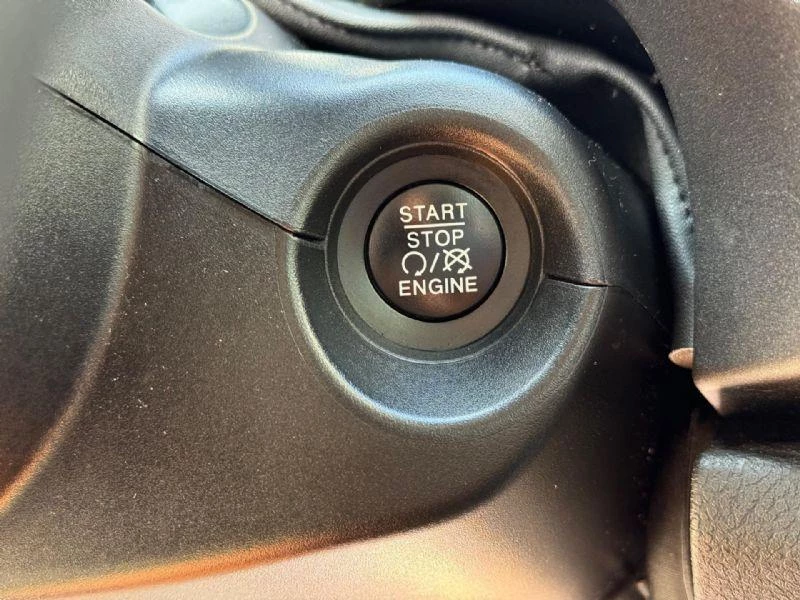 START
STOP
/
ENGINE